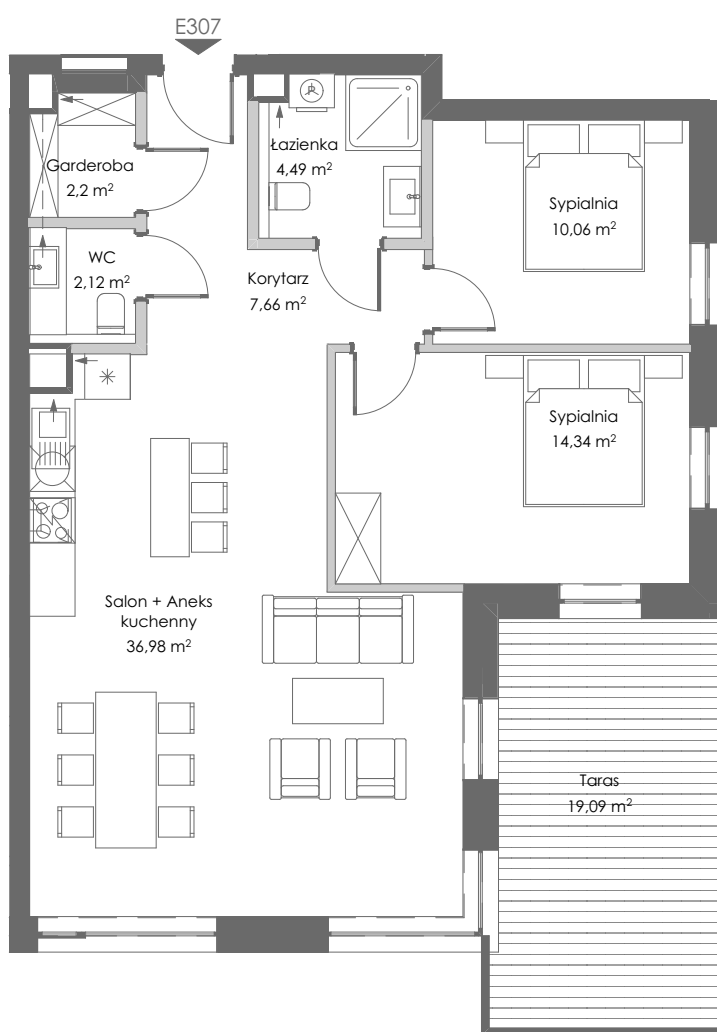 E307
Garderoba
2,2 m²
Łazienka
4,49 m²
Sypialnia
10,06 m²
WC
2,12 m²
Korytarz
7,66 m²
Sypialnia
14,34 m²
Salon + Aneks
kuchenny
36,98 m²
Taras
19,09 m²